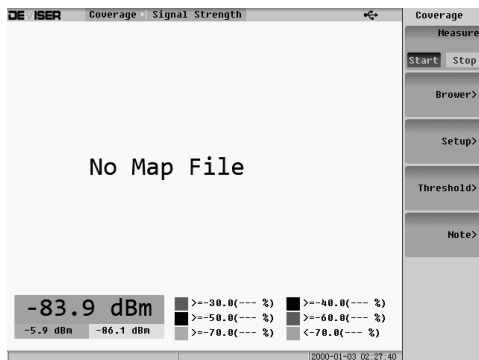 DEVISER Coverage Signal Strength
Coverage
Measure
Start Stop
Brower>
Setup>
Threshold>
Note>
No Map File
-83.9 dBm
-5.9 dBm -86.1 dBm
>=-30.0(--- %) >=-40.0(--- %)
>=-50.0(--- %) >=-60.0(--- %)
>=-70.0(--- %) <-70.0(--- %)
2000-01-03 02:27:40